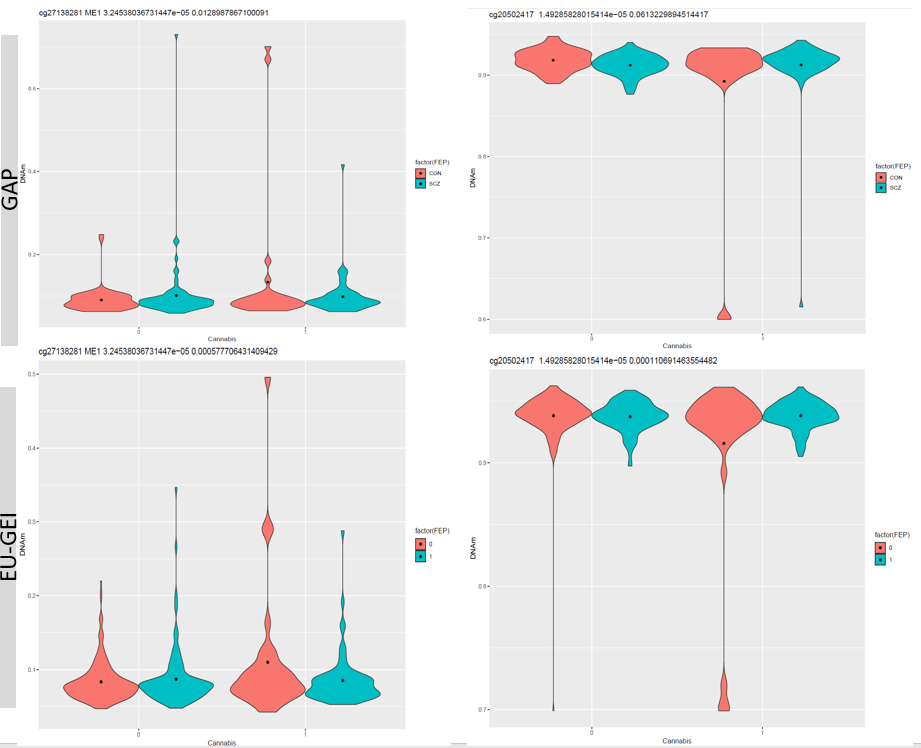 GAP
cg27138281 ME1 3.24538036731447e-05 0.0128987867100091
DNAm
0.6
0.4
0.2
0
1
Cannabis
factor(FEP)
CON
SCZ
cg20502417 1.49285828015414e-05 0.0613229894514417
DNAm
0.9
0.8
0.7
0.6
0
1
Cannabis
factor(FEP)
CON
SCZ
EU-GEI
cg27138281 ME1 3.24538036731447e-05 0.000577706431409429
DNAm
0.5
0.4
0.3
0.2
0.1
0
1
Cannabis
factor(FEP)
0
1
cg20502417 1.49285828015414e-05 0.000110691463554482
DNAm
0.9
0.8
0.7
0
1
Cannabis
factor(FEP)
0
1